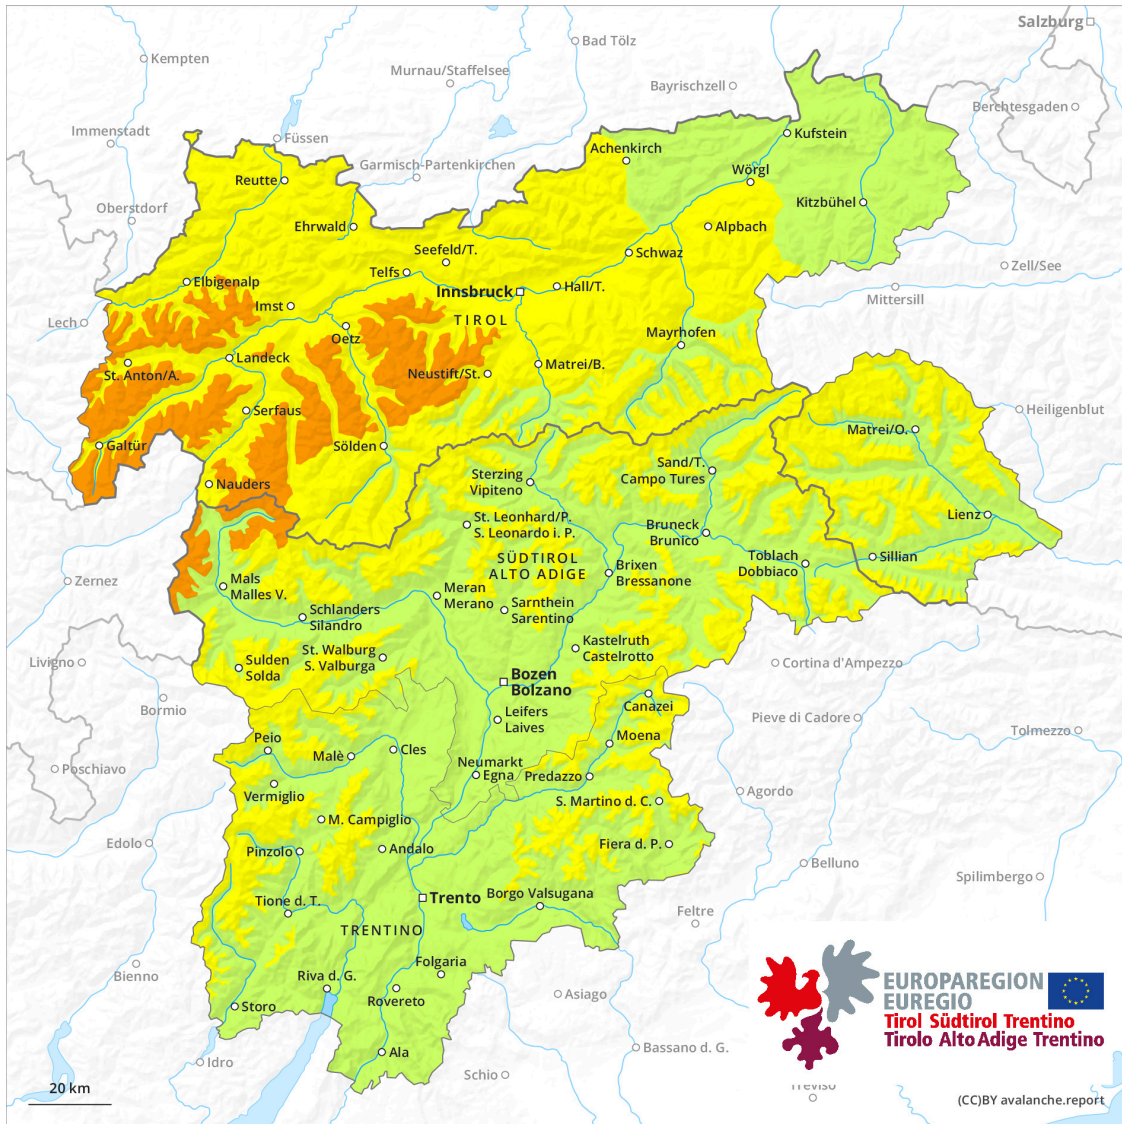 Salzburg
Bad Tölz
Kempten
Murnau/Staffelsee
Bayrischzell
Berchtesgaden
Immenstadt
Füssen
Kufstein
Achenkirch
Garmisch-Partenkirchen
Wörgl
Reutte
Oberstdorf
Kitzbühel
Ehrwald
Alpbach
Seefeld/T.
Schwaz
Telfs
Zell/See
Elbigenalp
Innsbruck
Hall/T.
Mittersill
Imst
TIROL
Lech
Oetz
Mayrhofen
Landeck
Matrei/B.
St. Anton/A.
Neustift/St.
Serfaus
Heiligenblut
Matrei/O.
Galtür
Sölden
Sand/T.
Campo Tures
Sterzing
Vipiteno
Nauders
St. Leonhard/P.
S. Leonardo i. P.
Lienz
Bruneck
Brunico
SÜDTIROL
ALTO ADIGE
Toblach
Dobbiaco
Sillian
Brixen
Bressanone
Zernez
Mals
Malles V.
Meran
Merano
Sarnthein
Sarentino
Schlanders
Silandro
Kastelruth
Castelrotto
St. Walburg
S. Valburga
Livigno
Sulden
Solda
Cortina d'Ampezzo
Bozen
Bolzano
Bormio
Canazei
Leifers
Laives
Pieve di Cadore
Tolmezzo
Peio
Moena
Malè
Cles
Neumarkt
Egna
Predazzo
Poschiavo
Vermiglio
Agordo
S. Martino d. C.
M. Campiglio
Edolo
Pinzolo
Andalo
Fiera d. P.
Belluno
Spilimbergo
Trento
Borgo Valsugana
Tione d. T.
Feltre
TRENTINO
Folgaria
Bienno
Riva d. G.
Rovereto
Asiago
Storo
EUROPAREGION
EUREGIO
Tirol Südtirol Trentino
Tirolo Alto Adige Trentino
Ala
Bassano d. G.
Idro
Schio
Treviso
20 km
(CC)BY avalanche.report